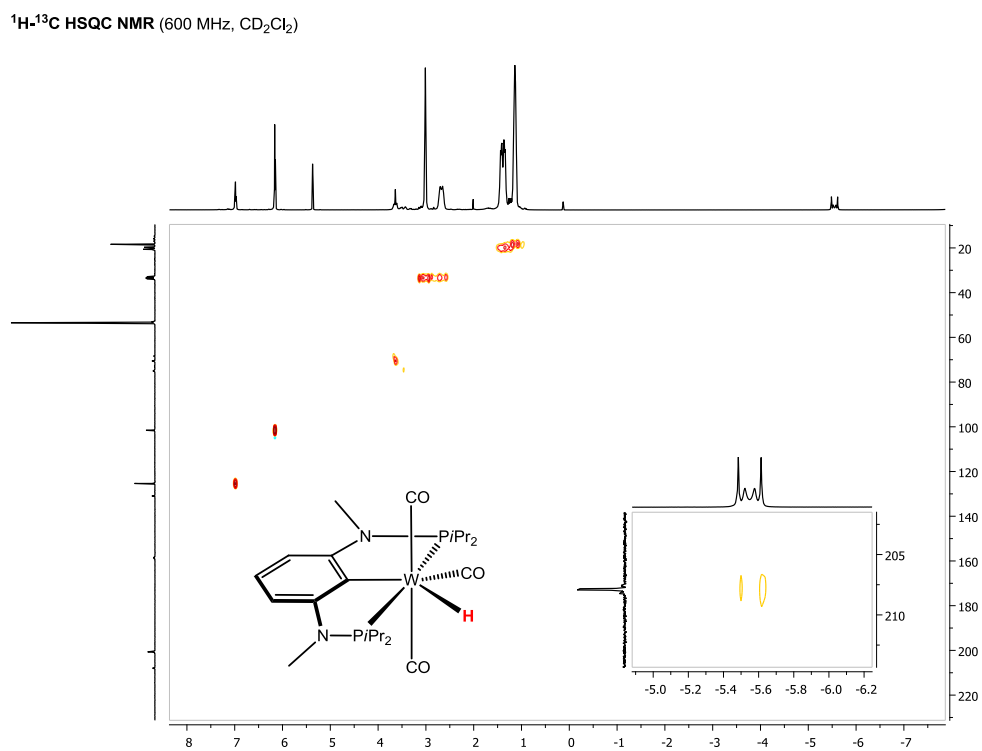 ¹H-¹³C HSQC NMR (600 MHz, CD₂Cl₂)
20
40
60
80
100
120
140
160
180
200
220
CO
N
PiPr₂
W
CO
H
N
PiPr₂
CO
205
210
-5.0 -5.2 -5.4 -5.6 -5.8 -6.0 -6.2
8 7 6 5 4 3 2 1 0 -1 -2 -3 -4 -5 -6 -7